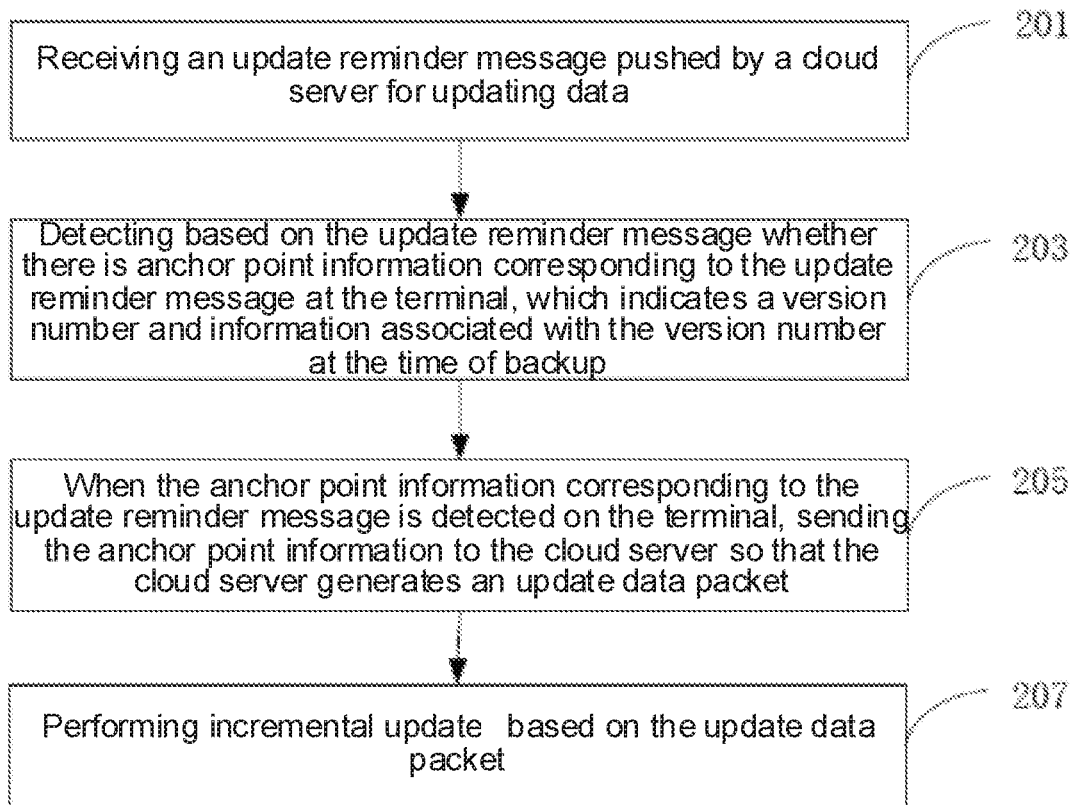 201
Receiving an update reminder message pushed by a cloud
server for updating data
203
Detecting based on the update reminder message whether
there is anchor point information corresponding to the update
reminder message at the terminal, which indicates a version
number and information associated with the version number
at the time of backup
205
When the anchor point information corresponding to the
update reminder message is detected on the terminal, sending
the anchor point information to the cloud server so that the
cloud server generates an update data packet
207
Performing incremental update based on the update data
packet